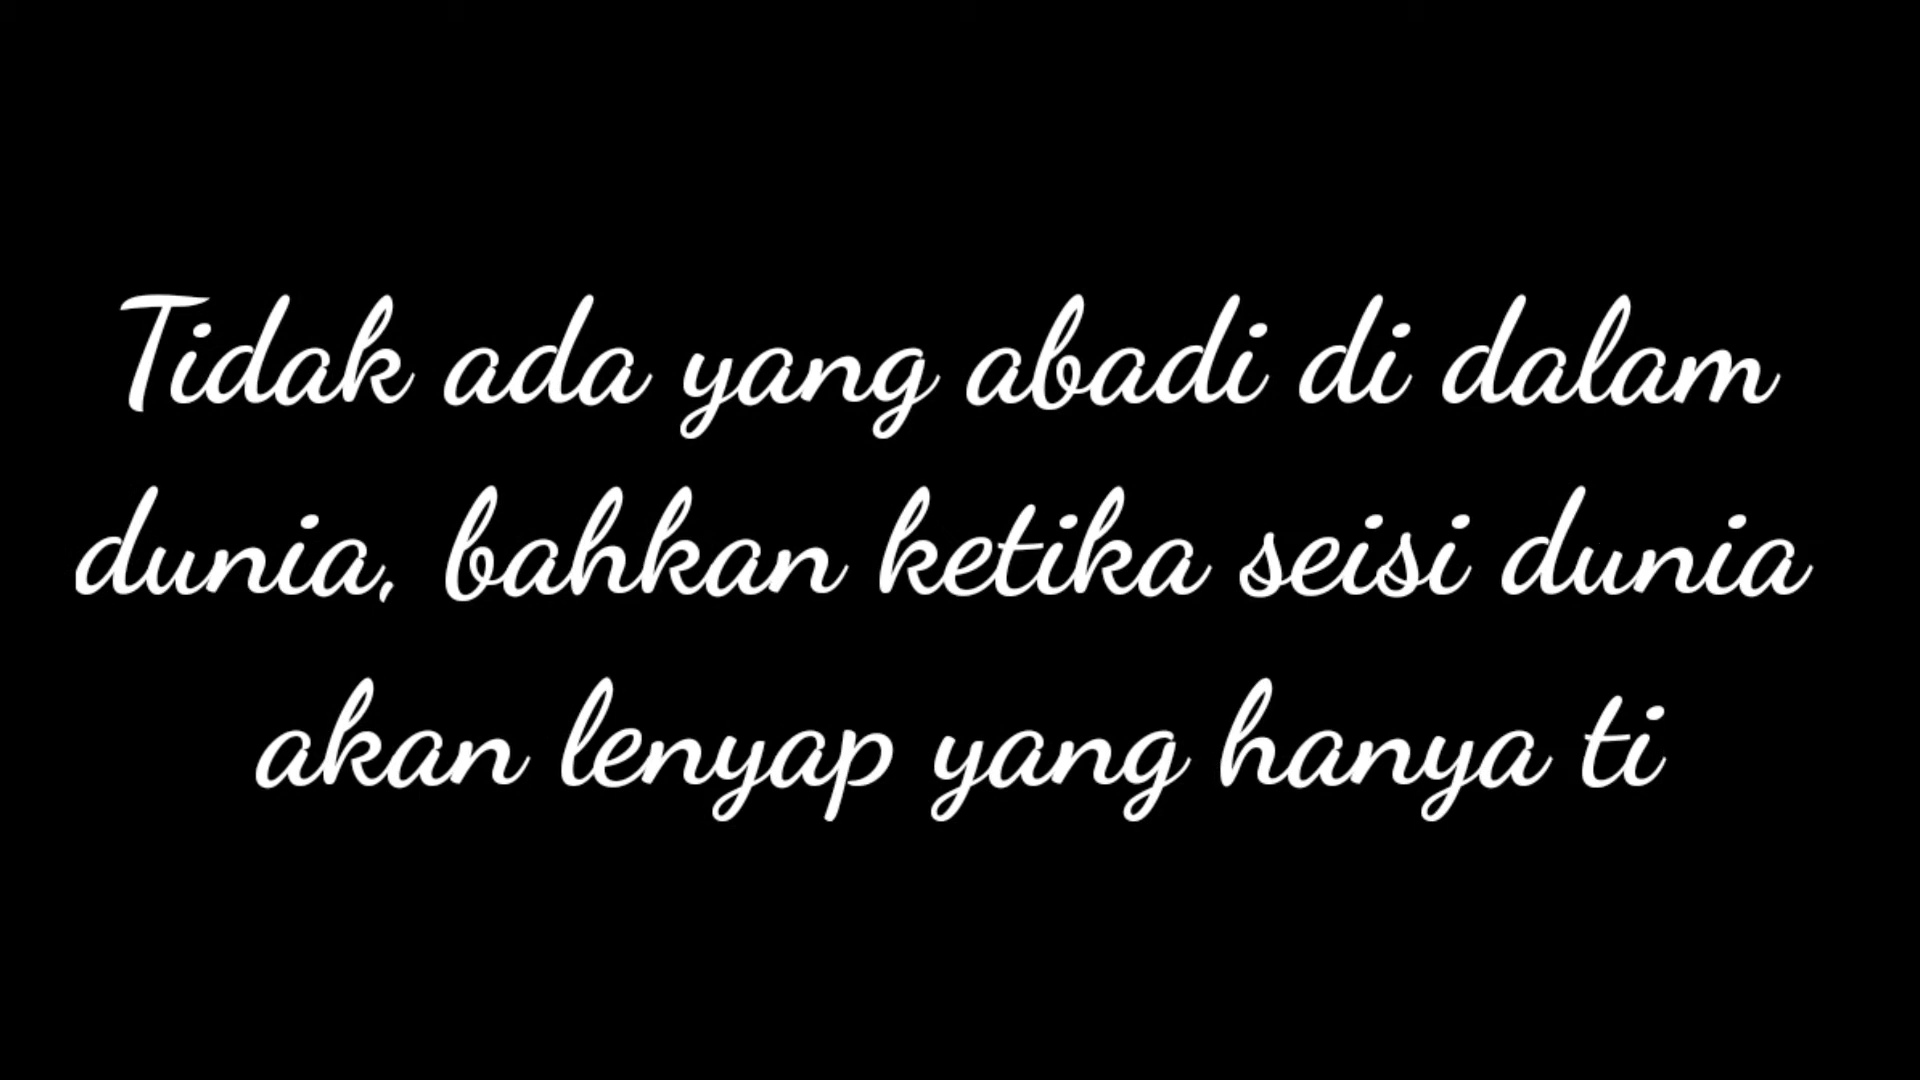 Tidak ada yang abadi di dalam
dunia, bahkan ketika seisi dunia
akan lenyap yang hanya ti